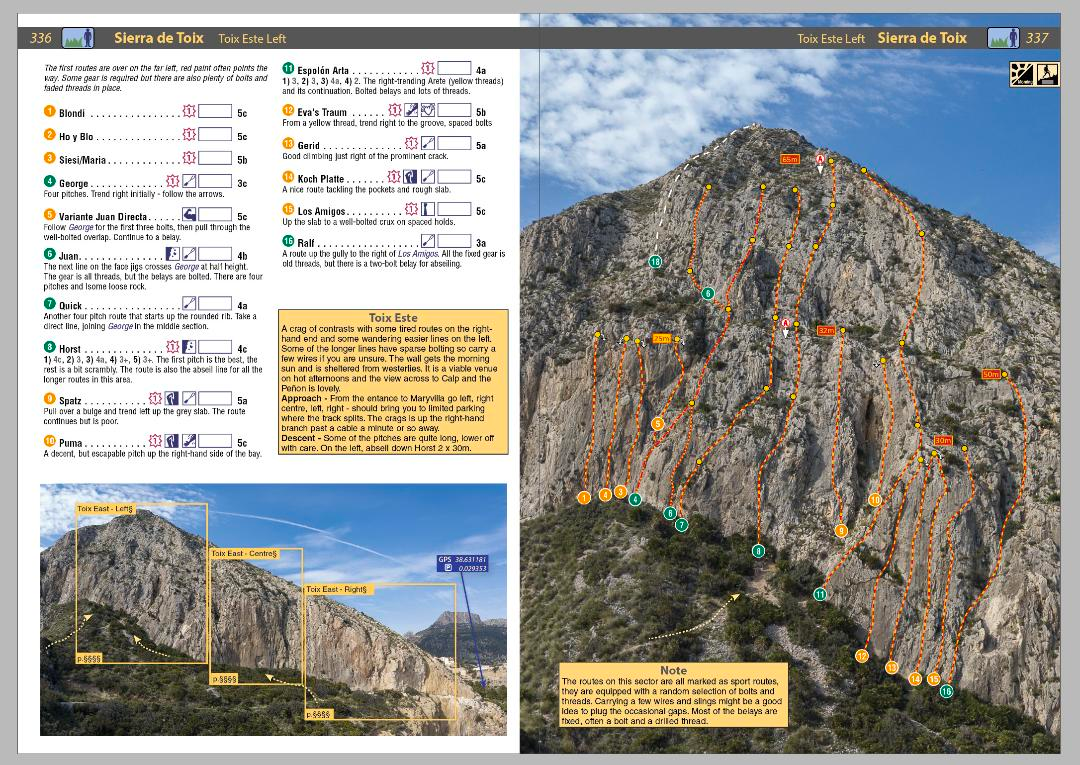 336 Sierra de Toix Toix Este Left
The first routes are over on the far left, red paint often points the
way. Some gear is required but there are also plenty of bolts and
faded threads in place.
1 Blondi . . . . . . . . . . . . . . . . 1 5c
2 Ho y Blo . . . . . . . . . . . . . . 1 5c
3 Siesi/Maria . . . . . . . . . . . . 1 5b
4 George . . . . . . . . . . . . . 1 3c
Four pitches. Trend right initially - follow the arrows.
5 Variante Juan Directa . . . . . . 5c
Follow George for the first three bolts, then pull through the
well-bolted overlap. Continue to a belay.
6 Juan. . . . . . . . . . . . . . . 4b
The next line on the face jigs crosses George at half height.
The gear is all threads, but the belays are bolted. There are four
pitches and lsome loose rock.
7 Quick . . . . . . . . . . . . . . . . . 4a
Another four pitch route that starts up the rounded rib. Take a
direct line, joining George in the middle section.
8 Horst . . . . . . . . . . . . . . 1 4c
1) 4c, 2) 3, 3) 4a, 4) 3+, 5) 3+. The first pitch is the best, the
rest is a bit scrambly. The route is also the abseil line for all the
longer routes in this area.
9 Spatz . . . . . . . . . . . 1 5a
Pull over a bulge and trend left up the grey slab. The route
continues but is poor.
10 Puma . . . . . . . . . . . 1 5c
A decent, but escapable pitch up the right-hand side of the bay.
11 Espolón Arta . . . . . . . . . . . . 1 4a
1) 3, 2) 3, 3) 4a, 4) 2. The right-trending Arete (yellow threads)
and its continuation. Bolted belays and lots of threads.
12 Eva's Traum . . . . . . 1 5b
From a yellow thread, trend right to the groove, spaced bolts
13 Gerid . . . . . . . . . . . . . . 1 5a
Good climbing just right of the prominent crack.
14 Koch Platte . . . . . . . 1 5c
A nice route tackling the pockets and rough slab.
15 Los Amigos . . . . . . . . . . 1 5c
Up the slab to a well-bolted crux on spaced holds.
16 Ralf . . . . . . . . . . . . . . . . . . 3a
A route up the gully to the right of Los Amigos. All the fixed gear is
old threads, but there is a two-bolt belay for abseiling.
Toix Este
A crag of contrasts with some tired routes on the right-
hand end and some wandering easier lines on the left.
Some of the longer lines have sparse bolting so carry a
few wires if you are unsure. The wall gets the morning
sun and is sheltered from westerlies. It is a viable venue
on hot afternoons and the view across to Calp and the
Peñon is lovely.
Approach - From the entance to Maryvilla go left, right
centre, left, right - should bring you to limited parking
where the track splits. The crags is up the right-hand
branch past a cable a minute or so away.
Descent - Some of the pitches are quite long, lower off
with care. On the left, abseil down Horst 2 x 30m.
Toix East - Left§
Toix East - Centre§
Toix East - Right§
GPS 38.631181
P 0.029353
p.§§§§
p.§§§§
p.§§§§
Toix Este Left Sierra de Toix 337
Morning
65m
A
18
6
A
25m
32m
50m
5
30m
1
4
3
4
6
7
8
9
10
11
12
13
14
15
16
Note
The routes on this sector are all marked as sport routes,
they are equipped with a random selection of bolts and
threads. Carrying a few wires and slings might be a good
idea to plug the occasional gaps. Most of the belays are
fixed, often a bolt and a drilled thread.